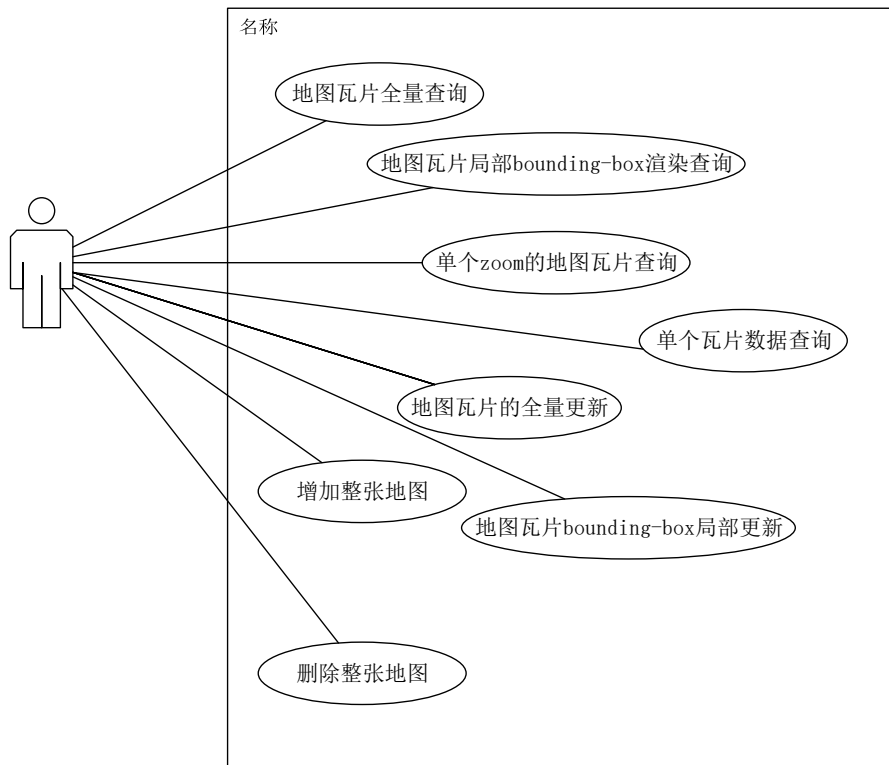 名称
地图瓦片全量查询
地图瓦片局部bounding-box渲染查询
单个zoom的地图瓦片查询
单个瓦片数据查询
地图瓦片的全量更新
增加整张地图
地图瓦片bounding-box局部更新
删除整张地图